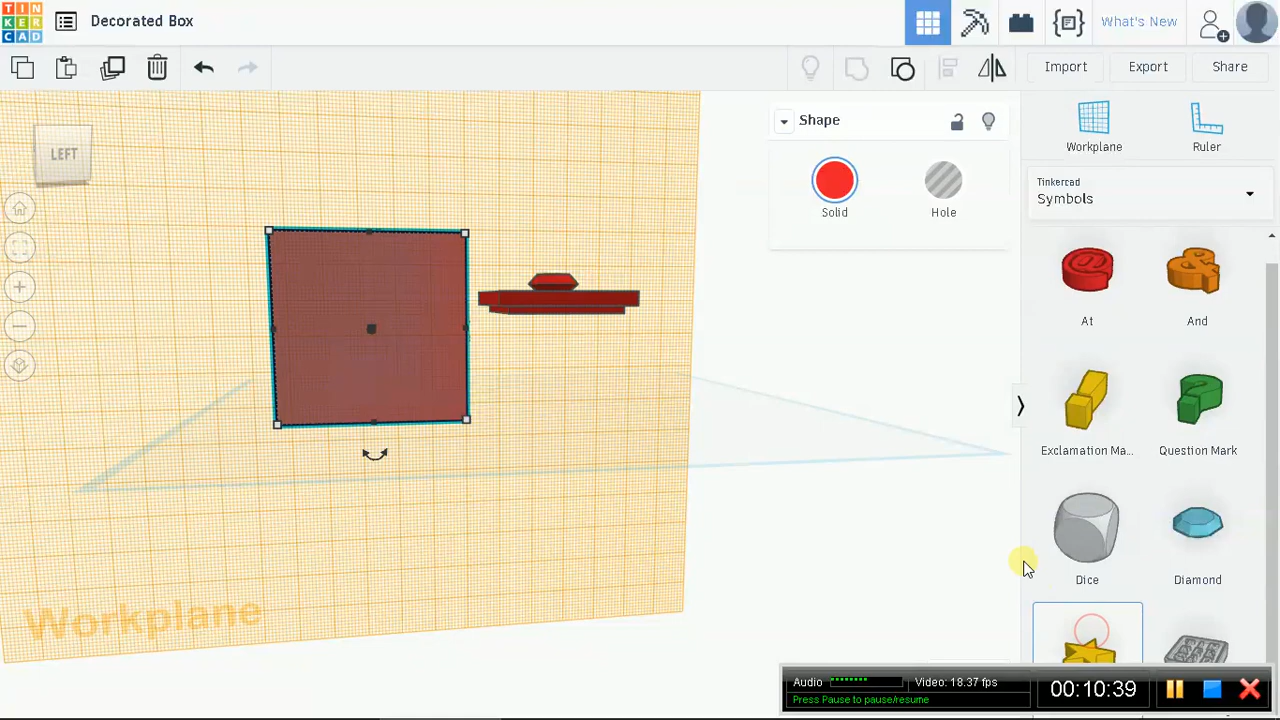 TIN
KER
CAD
Decorated Box
What's New
Import
Export
Share
LEFT
Shape
Solid
Hole
Workplane
Ruler
Tinkercad
Symbols
At
And
Exclamation Ma...
Question Mark
Dice
Diamond
Workplane
Audio
Video: 18.37 fps
Press Pause to pause/resume
00:10:39